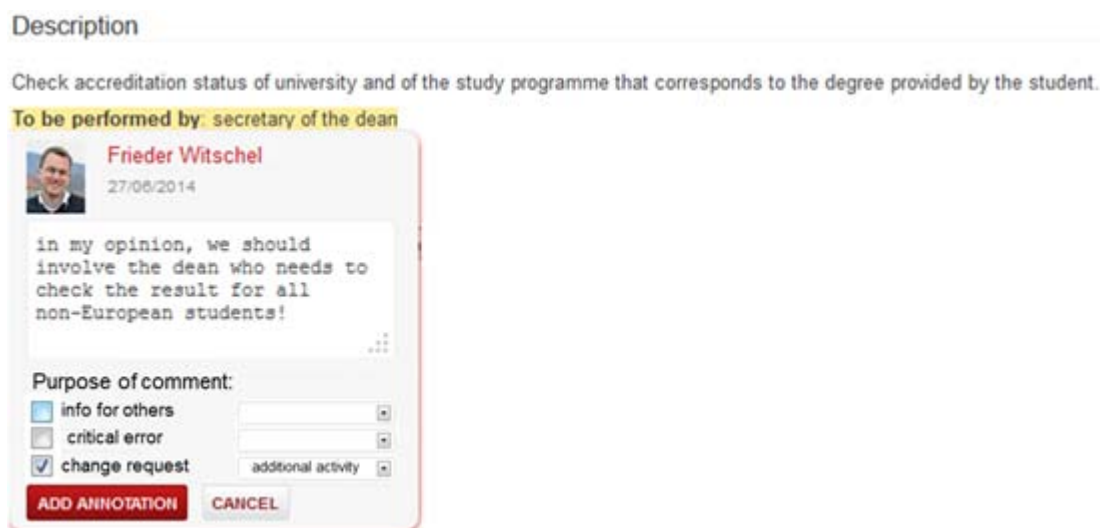 Description
Check accreditation status of university and of the study programme that corresponds to the degree provided by the student.
To be performed by: secretary of the dean
Frieder Witschel
27/06/2014
in my opinion, we should
involve the dean who needs to
check the result for all
non-European students!
Purpose of comment:
info for others
critical error
change request additional activity
ADD ANNOTATION CANCEL